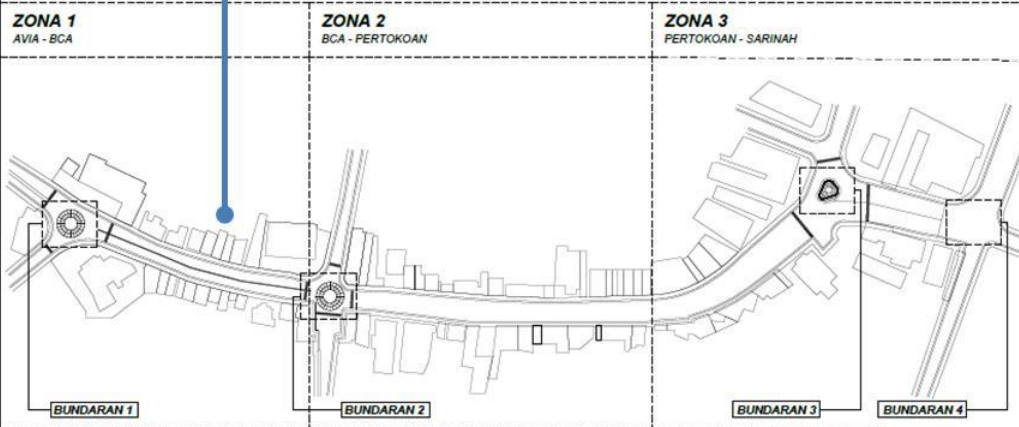 ZONA 1
AVIA - BCA
ZONA 2
BCA - PERTOKOAN
ZONA 3
PERTOKOAN - SARINAH
BUNDARAN 1
BUNDARAN 2
BUNDARAN 3
BUNDARAN 4